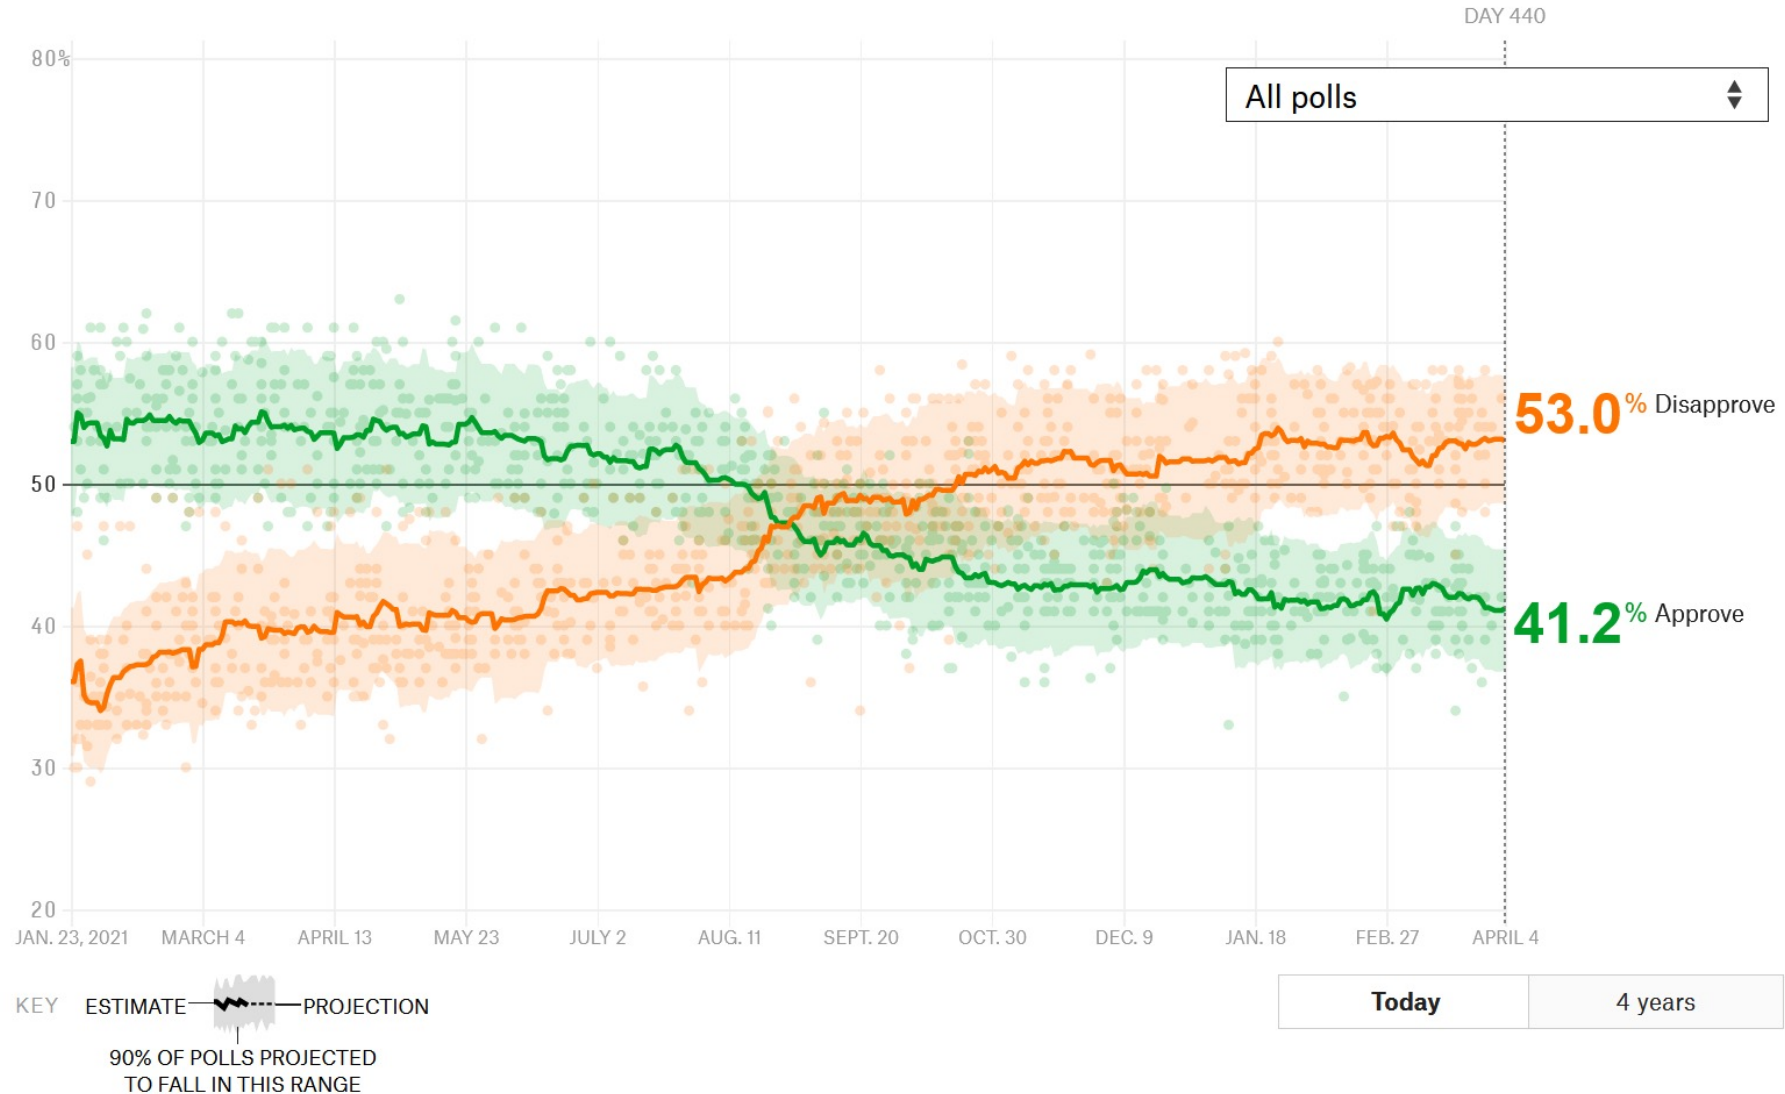 DAY 440
80%
All polls
70
60
53.0% Disapprove
50
41.2% Approve
40
30
20
JAN. 23, 2021 MARCH 4 APRIL 13 MAY 23 JULY 2 AUG. 11 SEPT. 20 OCT. 30 DEC. 9 JAN. 18 FEB. 27 APRIL 4
KEY ESTIMATE PROJECTION
Today 4 years
90% OF POLLS PROJECTED
TO FALL IN THIS RANGE